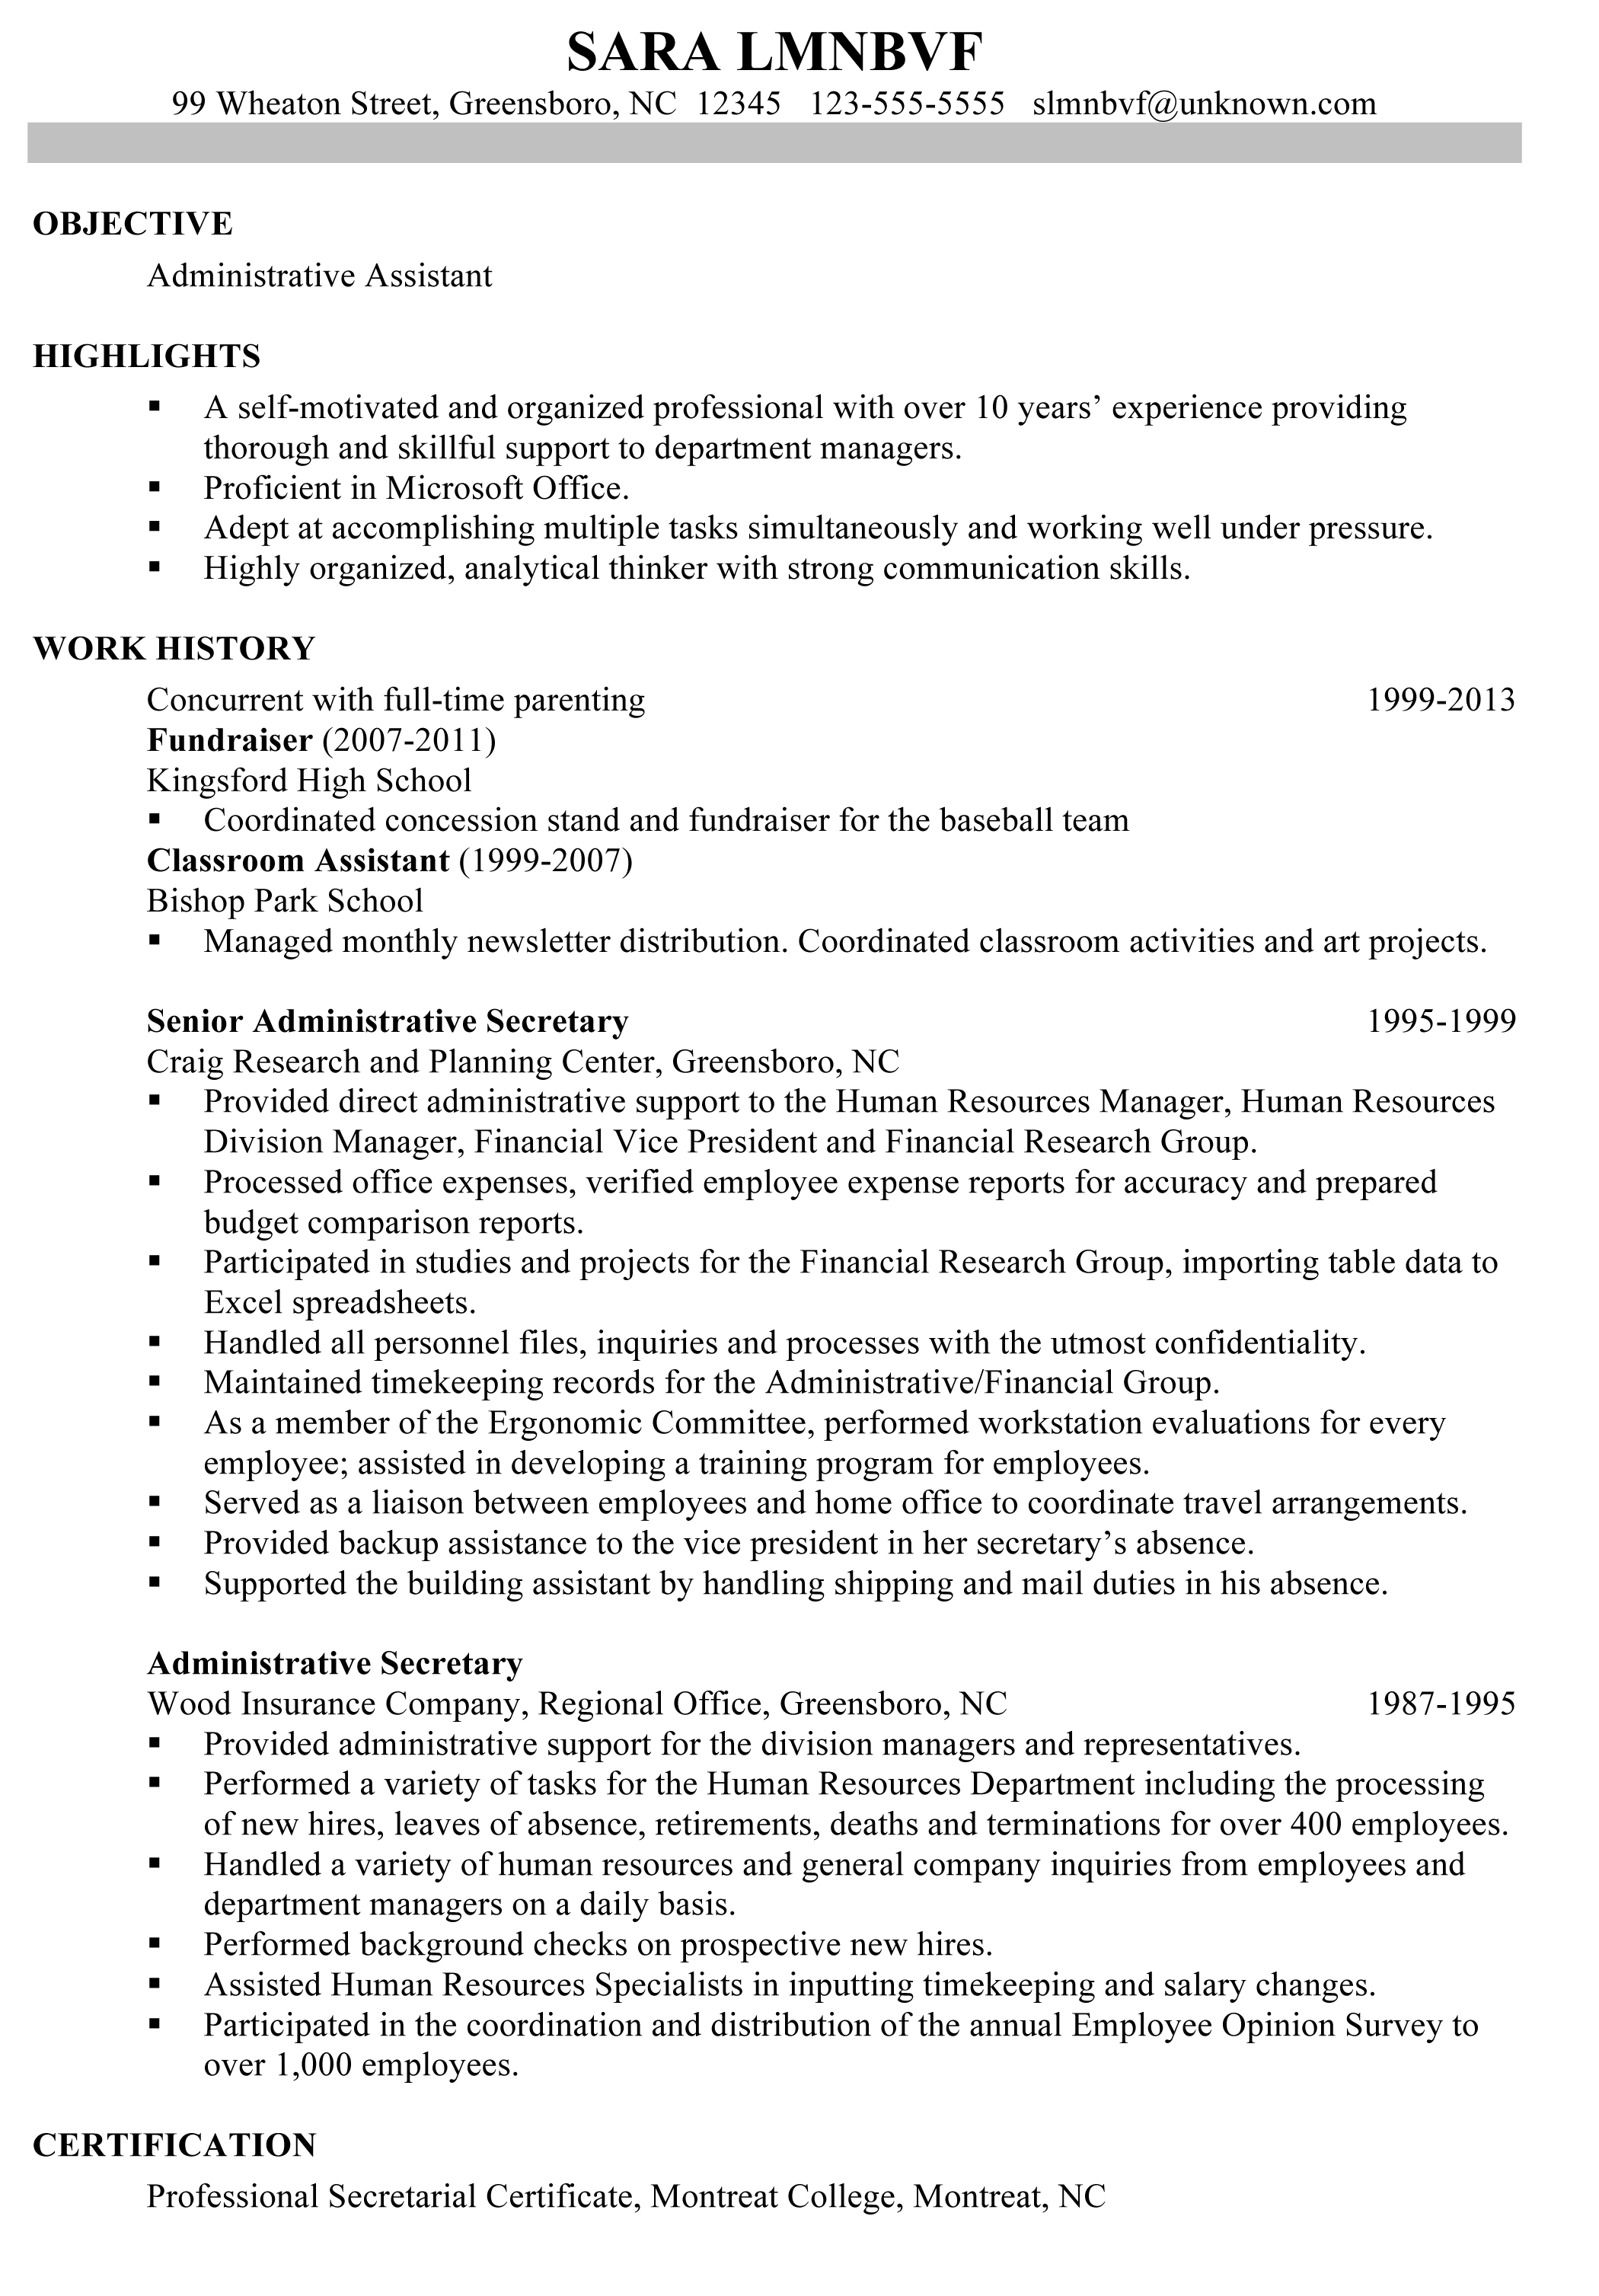 SARA LMNBVF
99 Wheaton Street, Greensboro, NC  12345   123-555-5555   slmnbvf@unknown.com
OBJECTIVE
Administrative Assistant
HIGHLIGHTS
▪ A self-motivated and organized professional with over 10 years’ experience providing
thorough and skillful support to department managers.
▪ Proficient in Microsoft Office.
▪ Adept at accomplishing multiple tasks simultaneously and working well under pressure.
▪ Highly organized, analytical thinker with strong communication skills.
WORK HISTORY
Concurrent with full-time parenting 1999-2013
Fundraiser (2007-2011)
Kingsford High School
▪ Coordinated concession stand and fundraiser for the baseball team
Classroom Assistant (1999-2007)
Bishop Park School
▪ Managed monthly newsletter distribution. Coordinated classroom activities and art projects.
Senior Administrative Secretary 1995-1999
Craig Research and Planning Center, Greensboro, NC
▪ Provided direct administrative support to the Human Resources Manager, Human Resources
Division Manager, Financial Vice President and Financial Research Group.
▪ Processed office expenses, verified employee expense reports for accuracy and prepared
budget comparison reports.
▪ Participated in studies and projects for the Financial Research Group, importing table data to
Excel spreadsheets.
▪ Handled all personnel files, inquiries and processes with the utmost confidentiality.
▪ Maintained timekeeping records for the Administrative/Financial Group.
▪ As a member of the Ergonomic Committee, performed workstation evaluations for every
employee; assisted in developing a training program for employees.
▪ Served as a liaison between employees and home office to coordinate travel arrangements.
▪ Provided backup assistance to the vice president in her secretary’s absence.
▪ Supported the building assistant by handling shipping and mail duties in his absence.
Administrative Secretary
Wood Insurance Company, Regional Office, Greensboro, NC 1987-1995
▪ Provided administrative support for the division managers and representatives.
▪ Performed a variety of tasks for the Human Resources Department including the processing
of new hires, leaves of absence, retirements, deaths and terminations for over 400 employees.
▪ Handled a variety of human resources and general company inquiries from employees and
department managers on a daily basis.
▪ Performed background checks on prospective new hires.
▪ Assisted Human Resources Specialists in inputting timekeeping and salary changes.
▪ Participated in the coordination and distribution of the annual Employee Opinion Survey to
over 1,000 employees.
CERTIFICATION
Professional Secretarial Certificate, Montreat College, Montreat, NC